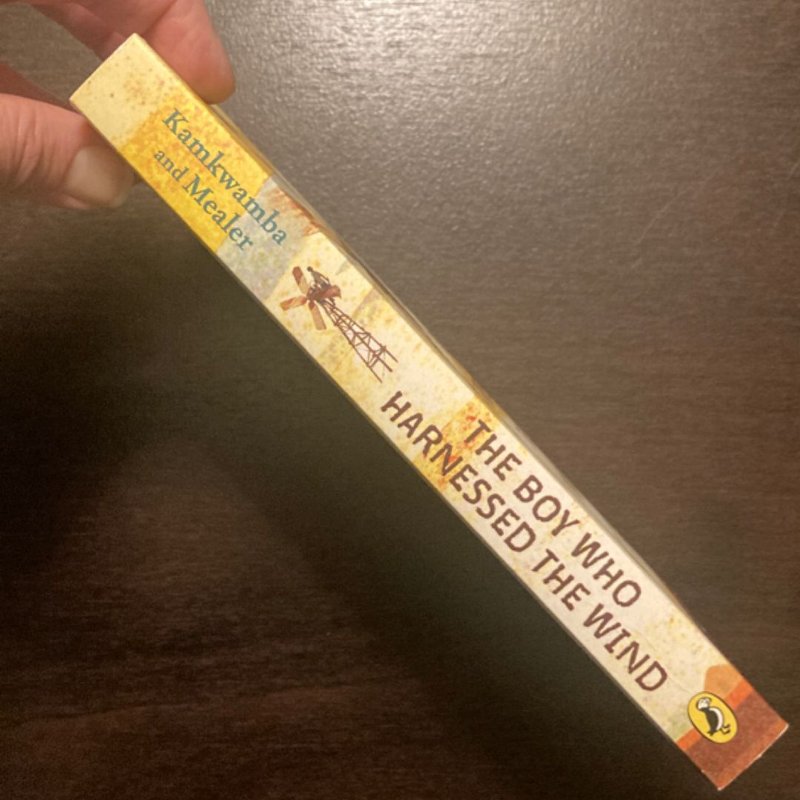 Kamkwamba
and Mealer
THE BOY WHO
HARNESSED THE WIND